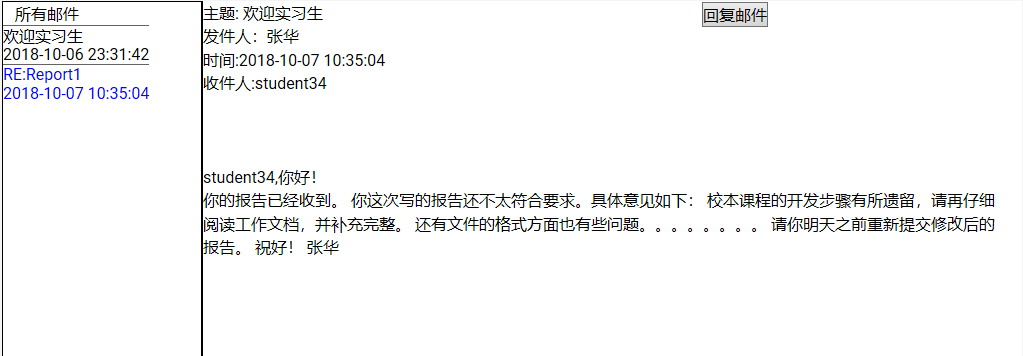 所有邮件
欢迎实习生
2018-10-06 23:31:42
RE:Report1
2018-10-07 10:35:04
主题: 欢迎实习生
回复邮件
发件人：张华
时间:2018-10-07 10:35:04
收件人:student34
student34,你好！
你的报告已经收到。 你这次写的报告还不太符合要求。具体意见如下： 校本课程的开发步骤有所遗留，请再仔细
阅读工作文档，并补充完整。 还有文件的格式方面也有些问题。。。。。。。。 请你明天之前重新提交修改后的
报告。 祝好！ 张华